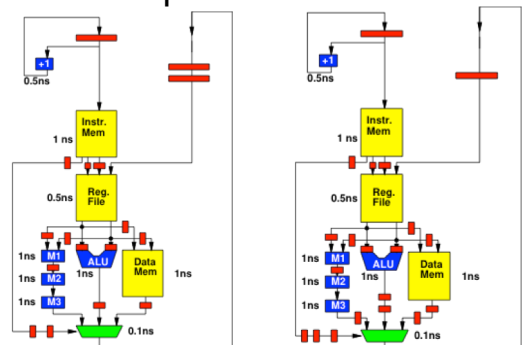 +1
0.5ns
Instr.
Mem
1 ns
Reg.
File
0.5ns
1ns
M1
ALU
1ns
Data
Mem
1ns
1ns
M2
1ns
M3
0.1ns
+1
0.5ns
Instr.
Mem
1 ns
Reg.
File
0.5ns
1ns
M1
ALU
1ns
Data
Mem
1ns
1ns
M2
1ns
M3
0.1ns